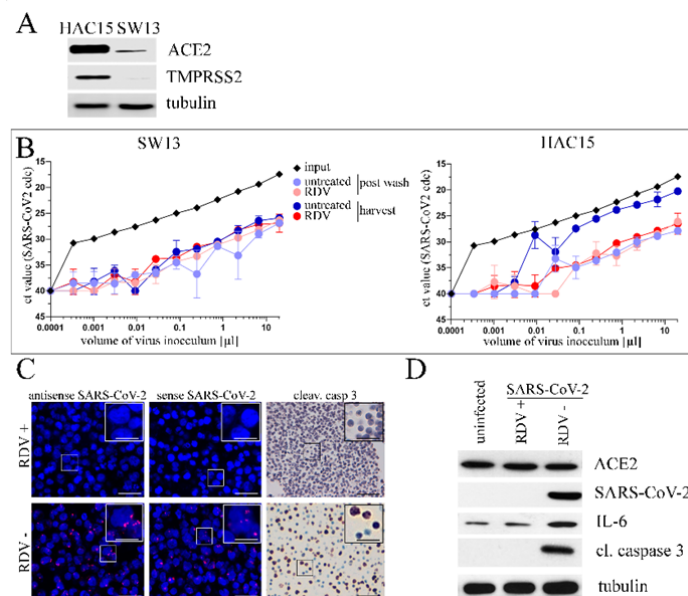 A
HAC15 SW13
ACE2
TMPRSS2
tubulin
B
SW13
ct value (SARS-CoV2 cdc)
15
20
25
30
35
40
45
0.0001 0.001 0.01 0.1 1 10
volume of virus inocculum [µl]
input
untreated post wash
RDV
untreated harvest
RDV
HAC15
ct value (SARS-CoV2 cdc)
15
20
25
30
35
40
45
0.0001 0.001 0.01 0.1 1 10
volume of virus inocculum [µl]
C
antisense SARS-CoV-2 sense SARS-CoV-2 cleav. casp 3
RDV +
RDV -
D
SARS-CoV-2
uninfected RDV + RDV -
ACE2
SARS-CoV-2
IL-6
cl. caspase 3
tubulin